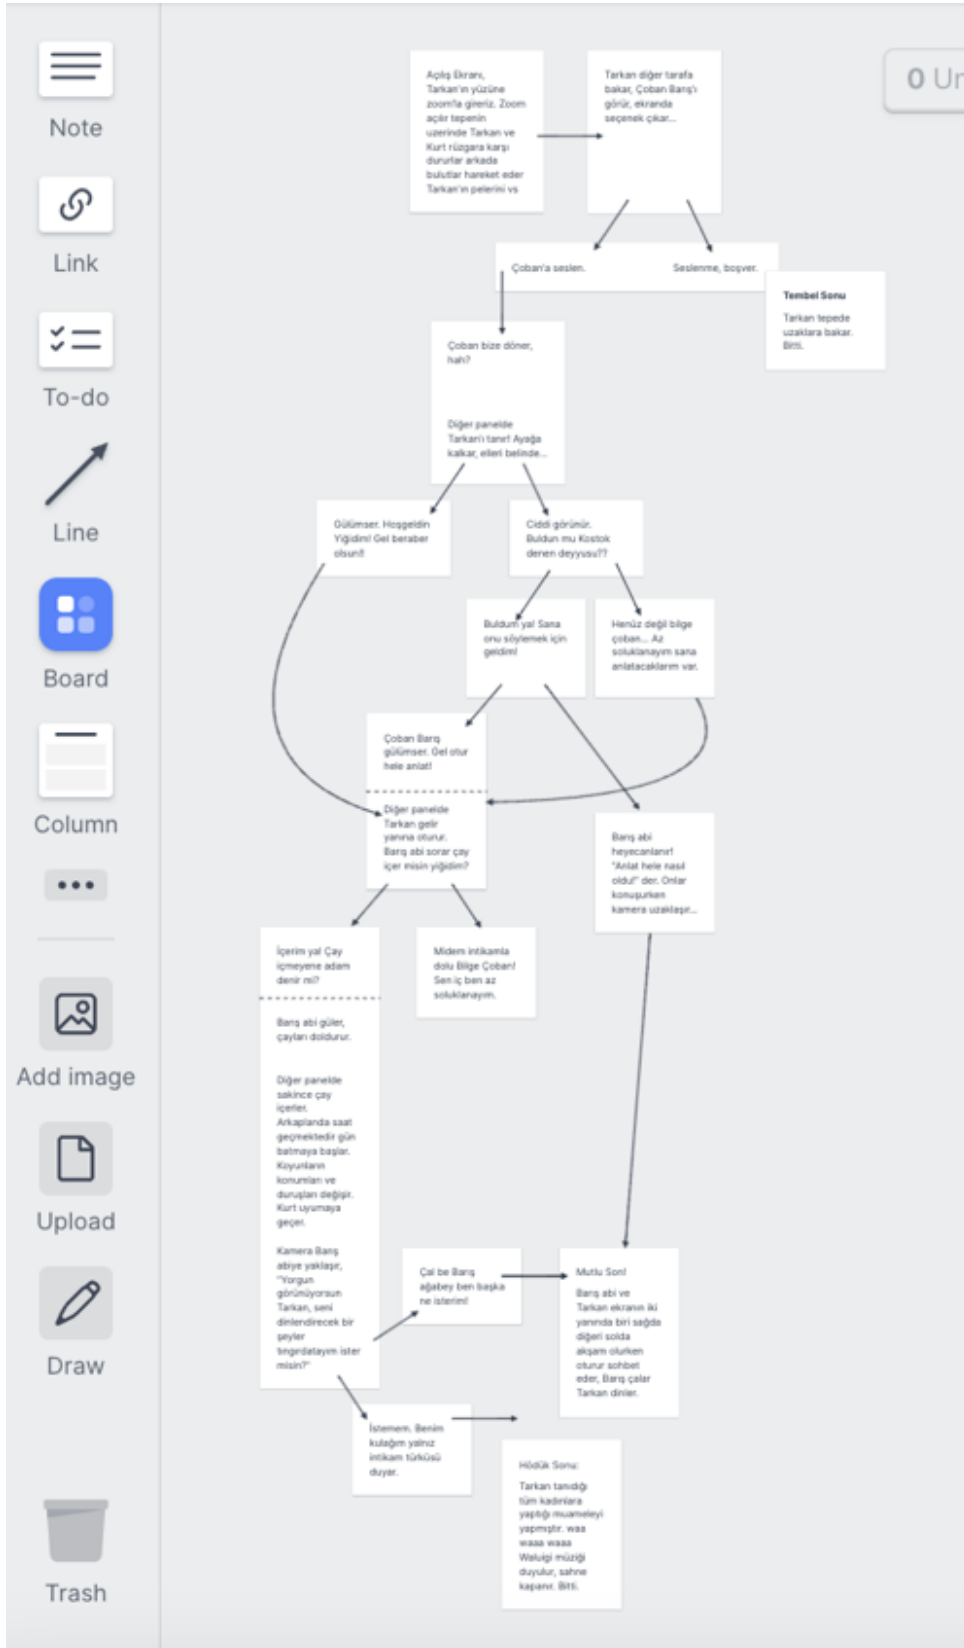 Note
Link
To-do
Line
Board
Column
Add image
Upload
Draw
Trash
0 Un
Açılış Ekranı,
Tarkan'ın yüzüne
zoom'la gireriz. Zoom
açılır tepenin
uzerinde Tarkan ve
Kurt rüzgara karşı
dururlar arkada
bulutlar hareket eder
Tarkan'ın pelerini vs
Tarkan diğer tarafa
bakar, Çoban Barış'ı
görür, ekranda
seçenek çıkar...
Çoban'a seslen.
Seslenme, boşver.
Tembel Sonu
Tarkan tepede
uzaklara bakar.
Bitti.
Çoban bize döner,
hah?
Diğer panelde
Tarkan'ı tanır! Ayağa
kalkar, elleri belinde...
Gülümser. Hoşgeldin
Yiğidim! Gel beraber
olsun!!
Ciddi görünür.
Buldun mu Kostok
denen deyyusu??
Buldum ya! Sana
onu söylemek için
geldim!
Henüz değil bilge
çoban... Az
soluklanayım sana
anlatacaklarım var.
Çoban Barış
gülümser. Gel otur
hele anlat!
Diğer panelde
Tarkan gelir
yanına oturur.
Barış abi sorar çay
içer misin yiğidim?
Barış abi
heyecanlanır!
"Anlat hele nasıl
oldu!" der. Onlar
konuşurken
kamera uzaklaşır...
İçerim ya! Çay
içmeyene adam
denir mi?
Midem intikamla
dolu Bilge Çoban!
Sen iç ben az
soluklanayım.
Barış abi güler,
çayları doldurur.
Diğer panelde
sakince çay
içerler.
Arkaplanda saat
geçmektedir gün
batmaya başlar.
Koyunların
konumları ve
duruşları değişir.
Kurt uyumaya
geçer.
Kamera Barış
abiye yaklaşır,
"Yorgun
görünüyorsun
Tarkan, seni
dinlendirecek bir
şeyler
tıngırdatayım ister
misin?"
Çal be Barış
ağabey ben başka
ne isterim!
Mutlu Son!
Barış abi ve
Tarkan ekranın iki
yanında biri sağda
diğeri solda
akşam olurken
oturur sohbet
eder, Barış çalar
Tarkan dinler.
İstemem. Benim
kulağım yalnız
intikam türküsü
duyar.
Hödük Sonu:
Tarkan tanıdığı
tüm kadınlara
yaptığı muameleyi
yapmıştır. waa
waaa waaa
Waluigi müziği
duyulur, sahne
kapanır. Bitti.